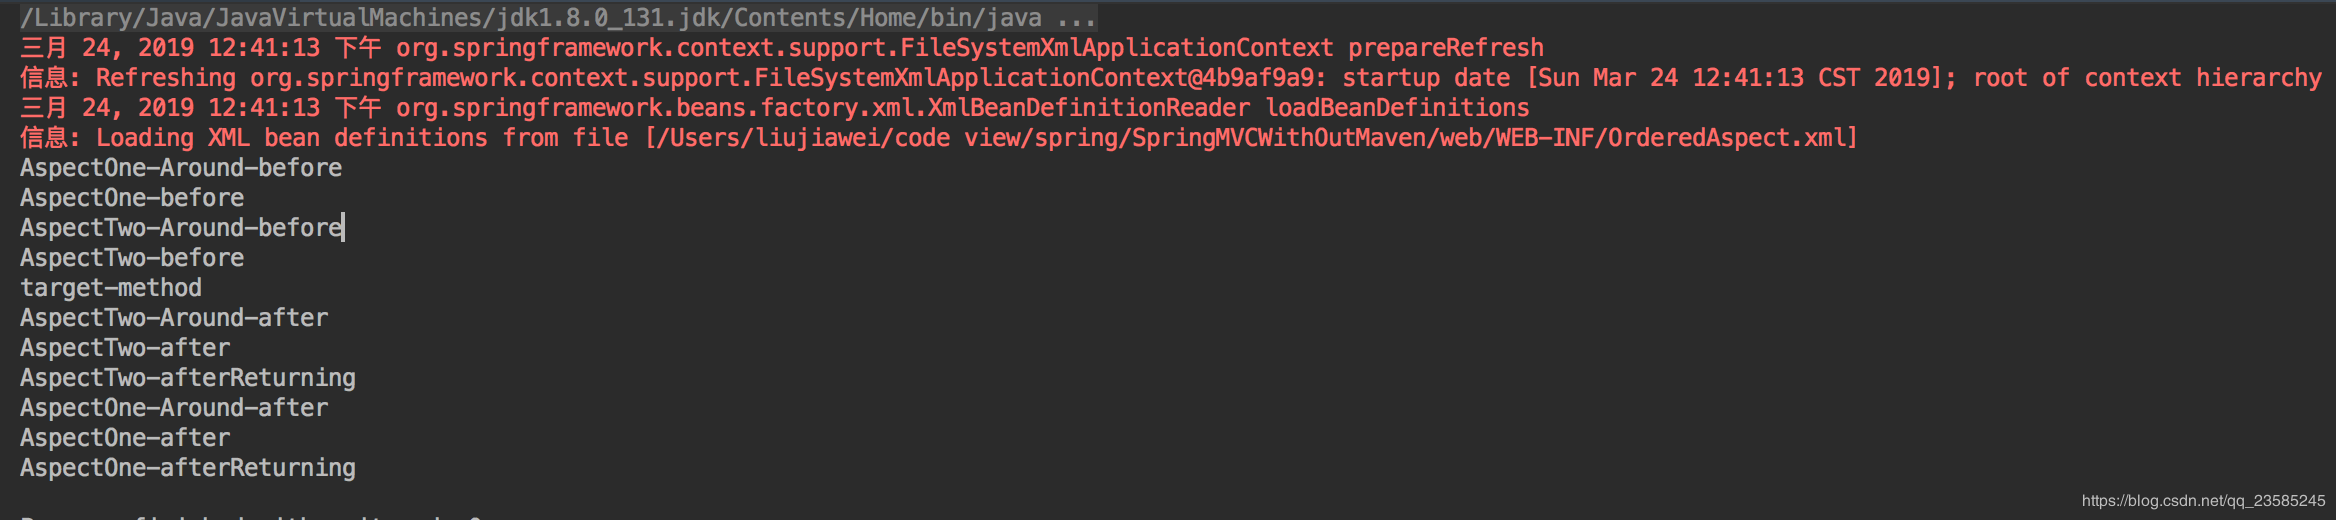 /Library/Java/JavaVirtualMachines/jdk1.8.0_131.jdk/Contents/Home/bin/java ...
三月 24, 2019 12:41:13 下午 org.springframework.context.support.FileSystemXmlApplicationContext prepareRefresh
信息: Refreshing org.springframework.context.support.FileSystemXmlApplicationContext@4b9af9a9: startup date [Sun Mar 24 12:41:13 CST 2019]; root of context hierarchy
三月 24, 2019 12:41:13 下午 org.springframework.beans.factory.xml.XmlBeanDefinitionReader loadBeanDefinitions
信息: Loading XML bean definitions from file [/Users/liujiawei/code view/spring/SpringMVCWithOutMaven/web/WEB-INF/OrderedAspect.xml]
AspectOne-Around-before
AspectOne-before
AspectTwo-Around-before
AspectTwo-before
target-method
AspectTwo-Around-after
AspectTwo-after
AspectTwo-afterReturning
AspectOne-Around-after
AspectOne-after
AspectOne-afterReturning
https://blog.csdn.net/qq_23585245